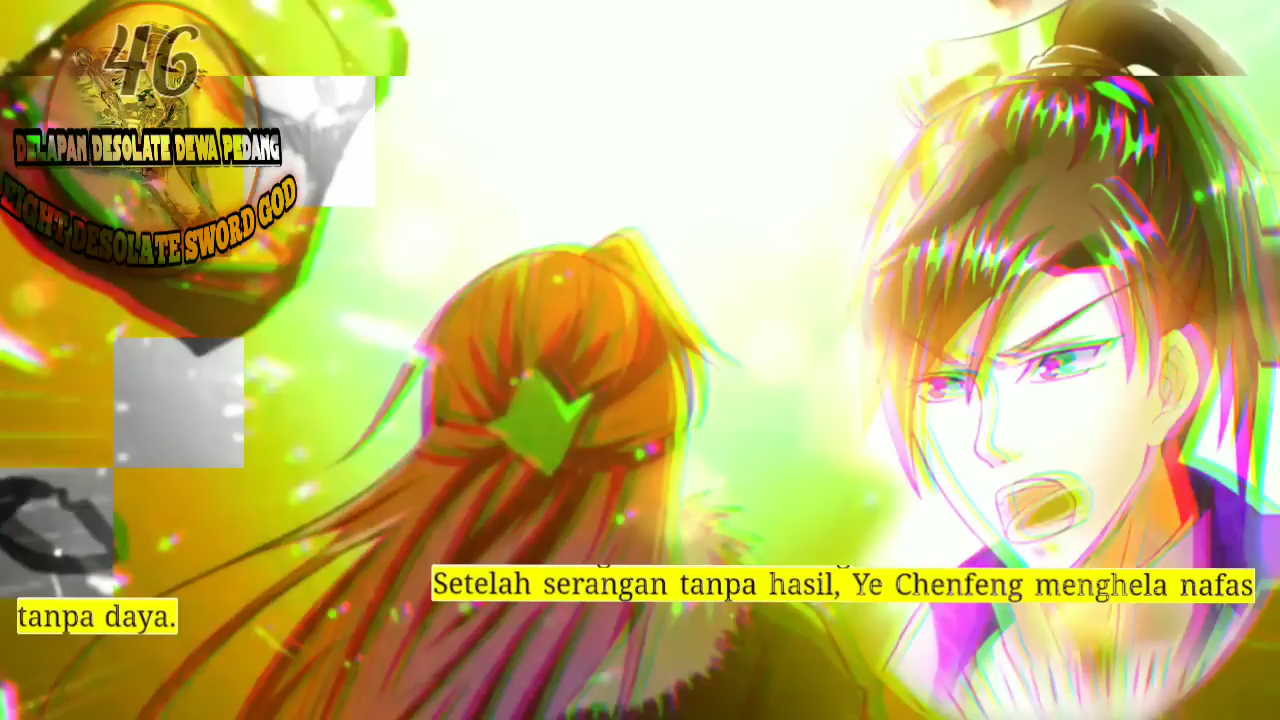 46
DELAPAN DESOLATE DEWA PEDANG
EIGHT DESOLATE SWORD GOD
Setelah serangan tanpa hasil, Ye Chenfeng menghela nafas
tanpa daya.